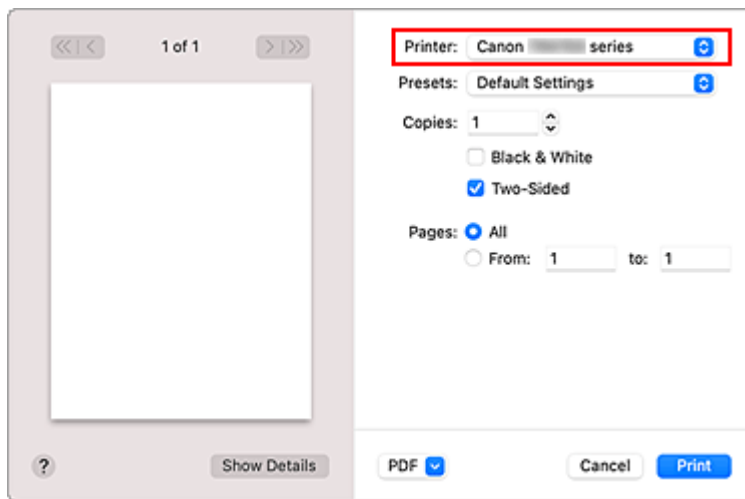 1 of 1
Printer: Canon series
Presets: Default Settings
Copies: 1
Black & White
Two-Sided
Pages: All
From: 1 to: 1
? Show Details PDF Cancel Print